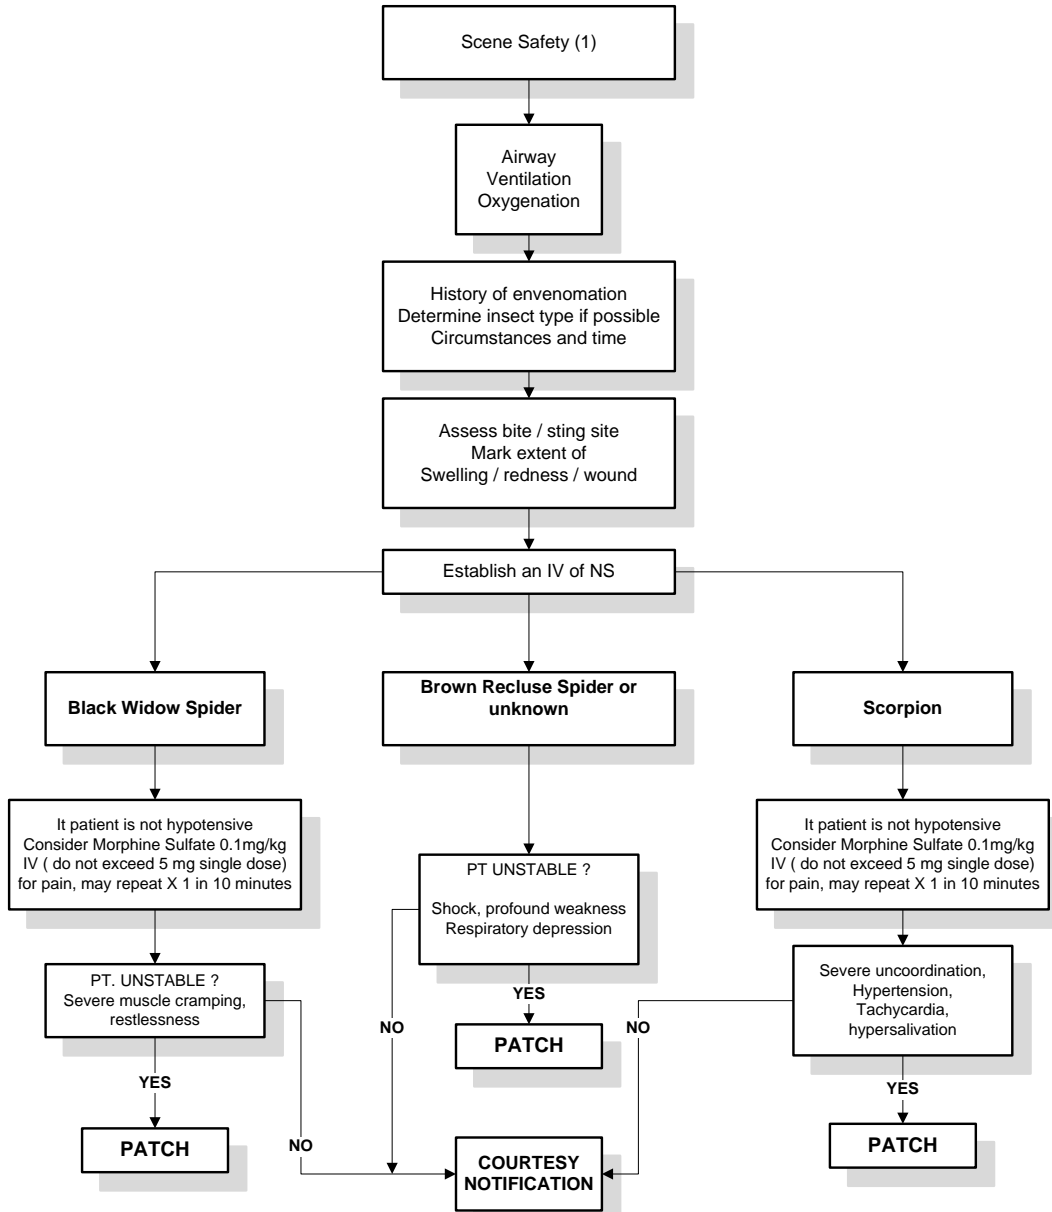 Scene Safety (1)
Airway
Ventilation
Oxygenation
History of envenomation
Determine insect type if possible
Circumstances and time
Assess bite / sting site
Mark extent of
Swelling / redness / wound
Establish an IV of NS
Black Widow Spider
Brown Recluse Spider or
unknown
Scorpion
It patient is not hypotensive
Consider Morphine Sulfate 0.1mg/kg
IV ( do not exceed 5 mg single dose)
for pain, may repeat X 1 in 10 minutes
PT UNSTABLE ?
Shock, profound weakness
Respiratory depression
It patient is not hypotensive
Consider Morphine Sulfate 0.1mg/kg
IV ( do not exceed 5 mg single dose)
for pain, may repeat X 1 in 10 minutes
PT. UNSTABLE ?
Severe muscle cramping,
restlessness
Severe uncoordination,
Hypertension,
Tachycardia,
hypersalivation
YES
NO
NO
PATCH
YES
YES
PATCH
NO
PATCH
COURTESY
NOTIFICATION